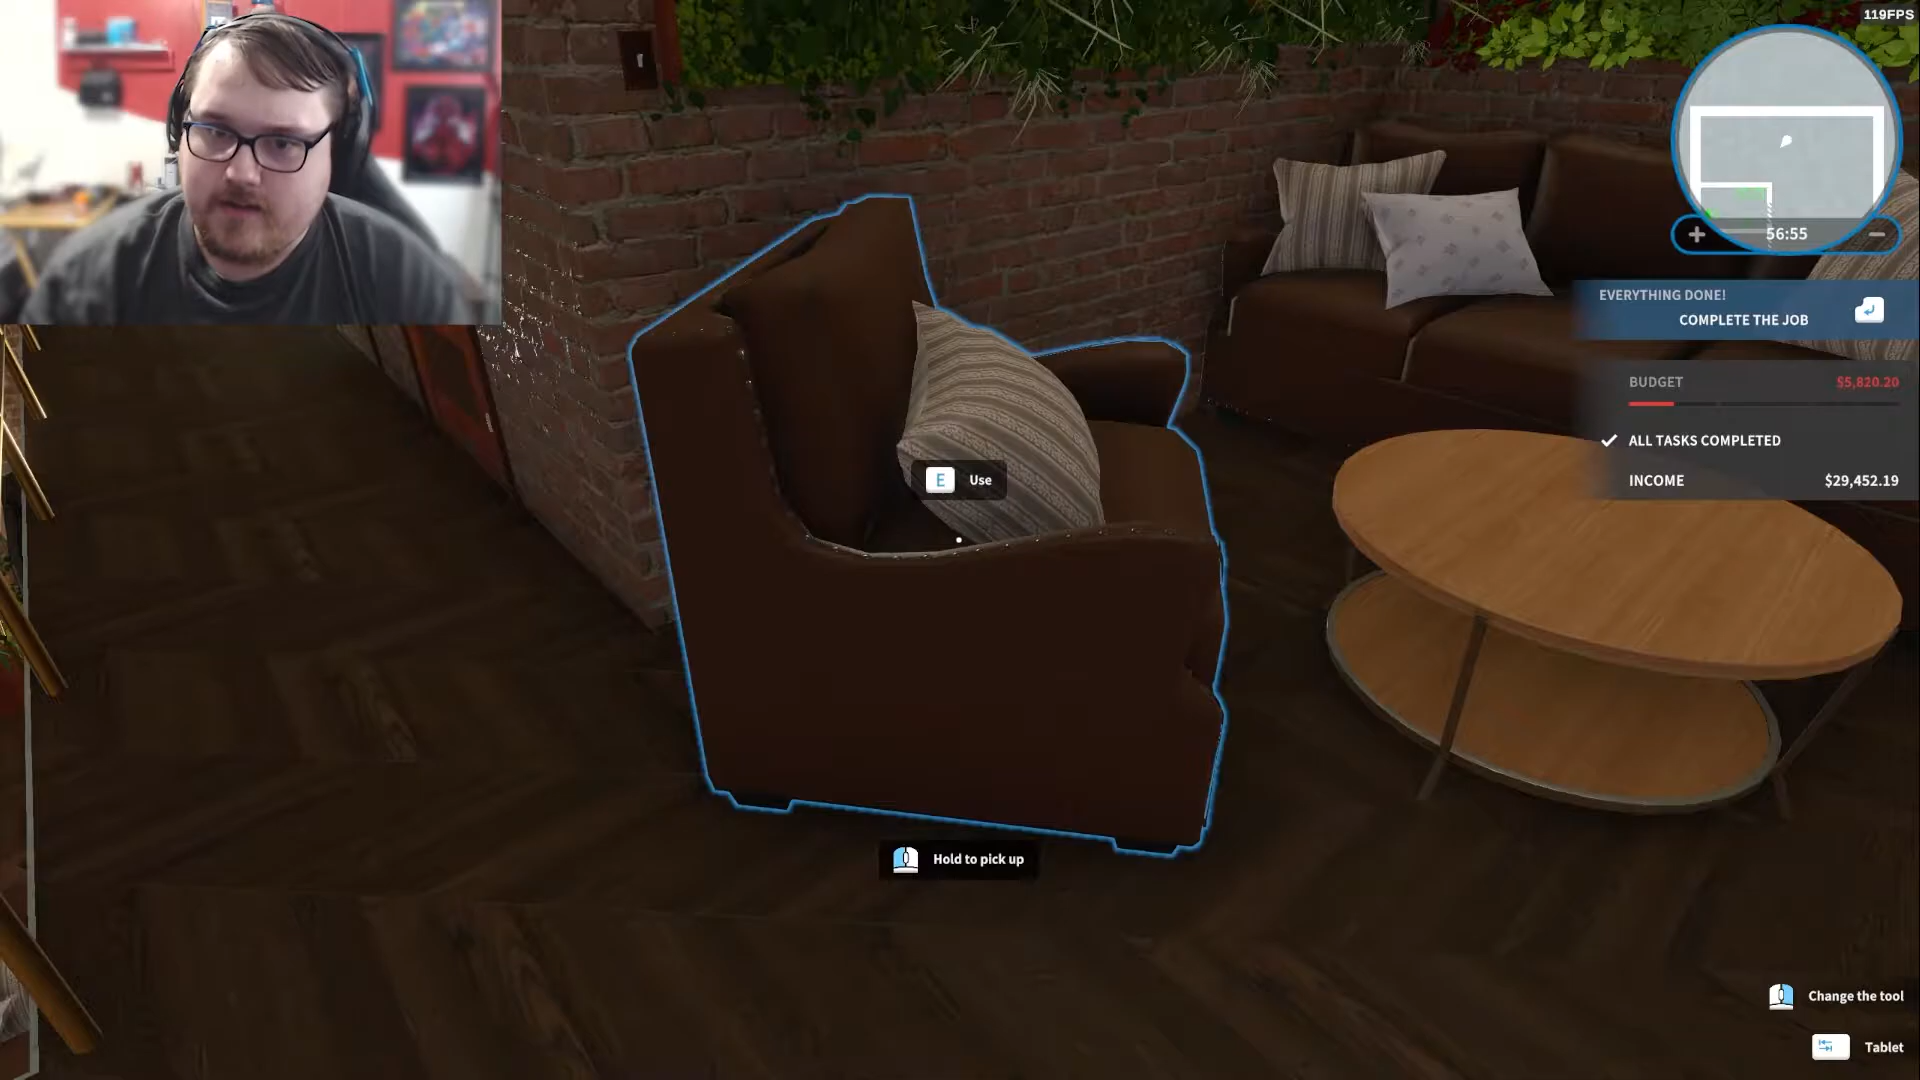 119FPS
56:55
EVERYTHING DONE!
COMPLETE THE JOB
BUDGET $5,820.20
ALL TASKS COMPLETED
INCOME $29,452.19
E Use
Hold to pick up
Change the tool
Tablet